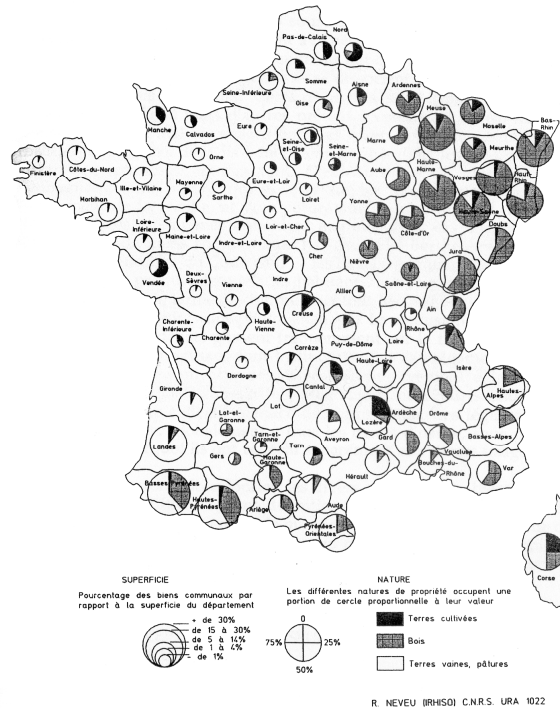 Nord
Pas-de-Calais
Somme
Seine-Inférieure
Aisne
Ardennes
Oise
Meuse
Manche
Calvados
Eure
Seine-et-Oise
Seine-et-Marne
Marne
Moselle
Bas-Rhin
Meurthe
Orne
Finistère
Côtes-du-Nord
Ille-et-Vilaine
Mayenne
Eure-et-Loir
Aube
Haute-Marne
Vosges
Haut-Rhin
Morbihan
Sarthe
Loiret
Yonne
Haute-Saône
Loire-Inférieure
Maine-et-Loire
Loir-et-Cher
Indre-et-Loire
Côte-d'Or
Doubs
Cher
Nièvre
Jura
Vendée
Deux-Sèvres
Vienne
Indre
Saône-et-Loire
Allier
Ain
Charente-Inférieure
Charente
Haute-Vienne
Creuse
Puy-de-Dôme
Loire
Rhône
Corrèze
Haute-Loire
Isère
Dordogne
Cantal
Hautes-Alpes
Gironde
Lot
Lozère
Ardèche
Drôme
Lot-et-Garonne
Tarn-et-Garonne
Aveyron
Gard
Basses-Alpes
Landes
Gers
Haute-Garonne
Tarn
Vaucluse
Hérault
Bouches-du-Rhône
Var
Basses-Pyrénées
Hautes-Pyrénées
Ariège
Aude
Pyrénées-Orientales
Corse
SUPERFICIE
Pourcentage des biens communaux par
rapport à la superficie du département
+ de 30%
de 15 à 30%
de 5 à 14%
de 1 à 4%
- de 1%
NATURE
Les différentes natures de propriété occupent une
portion de cercle proportionnelle à leur valeur
0
75%
25%
50%
Terres cultivées
Bois
Terres vaines, pâtures
R. NEVEU (IRHISO) C.N.R.S. URA 1022